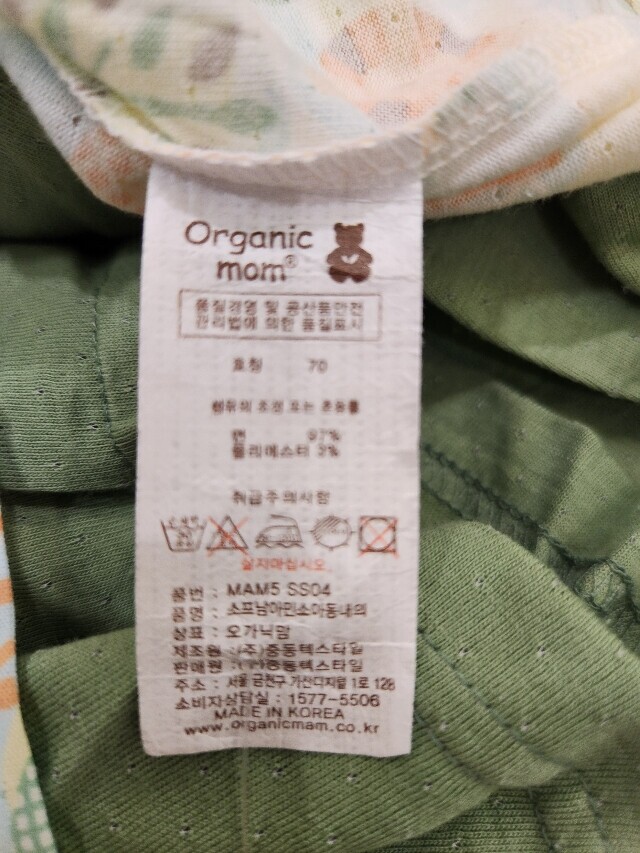 Organic
mom®
품질경영 및 공산품안전
관리법에 의한 품질표시
호칭 70
섬유의 조성 또는 혼용률
면 97%
폴리에스터 3%
취급주의사항
삶지마십시오
품번 : MAM5 SS04
품명 : 소프남아민소아동내의
상표 : 오가닉맘
제조원 : (주)중동텍스타일
판매원 : (주)중동텍스타일
주소 : 서울 금천구 가산디지털 1로 128
소비자상담실 : 1577-5506
MADE IN KOREA
www.organicmam.co.kr